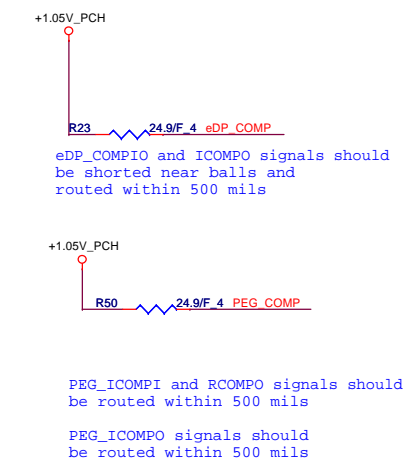 +1.05V_PCH
R23 24.9/F_4 eDP_COMP
eDP_COMPIO and ICOMPO signals should
be shorted near balls and
routed within 500 mils
+1.05V_PCH
R50 24.9/F_4 PEG_COMP
PEG_ICOMPI and RCOMPO signals should
be routed within 500 mils
PEG_ICOMPO signals should
be routed within 500 mils